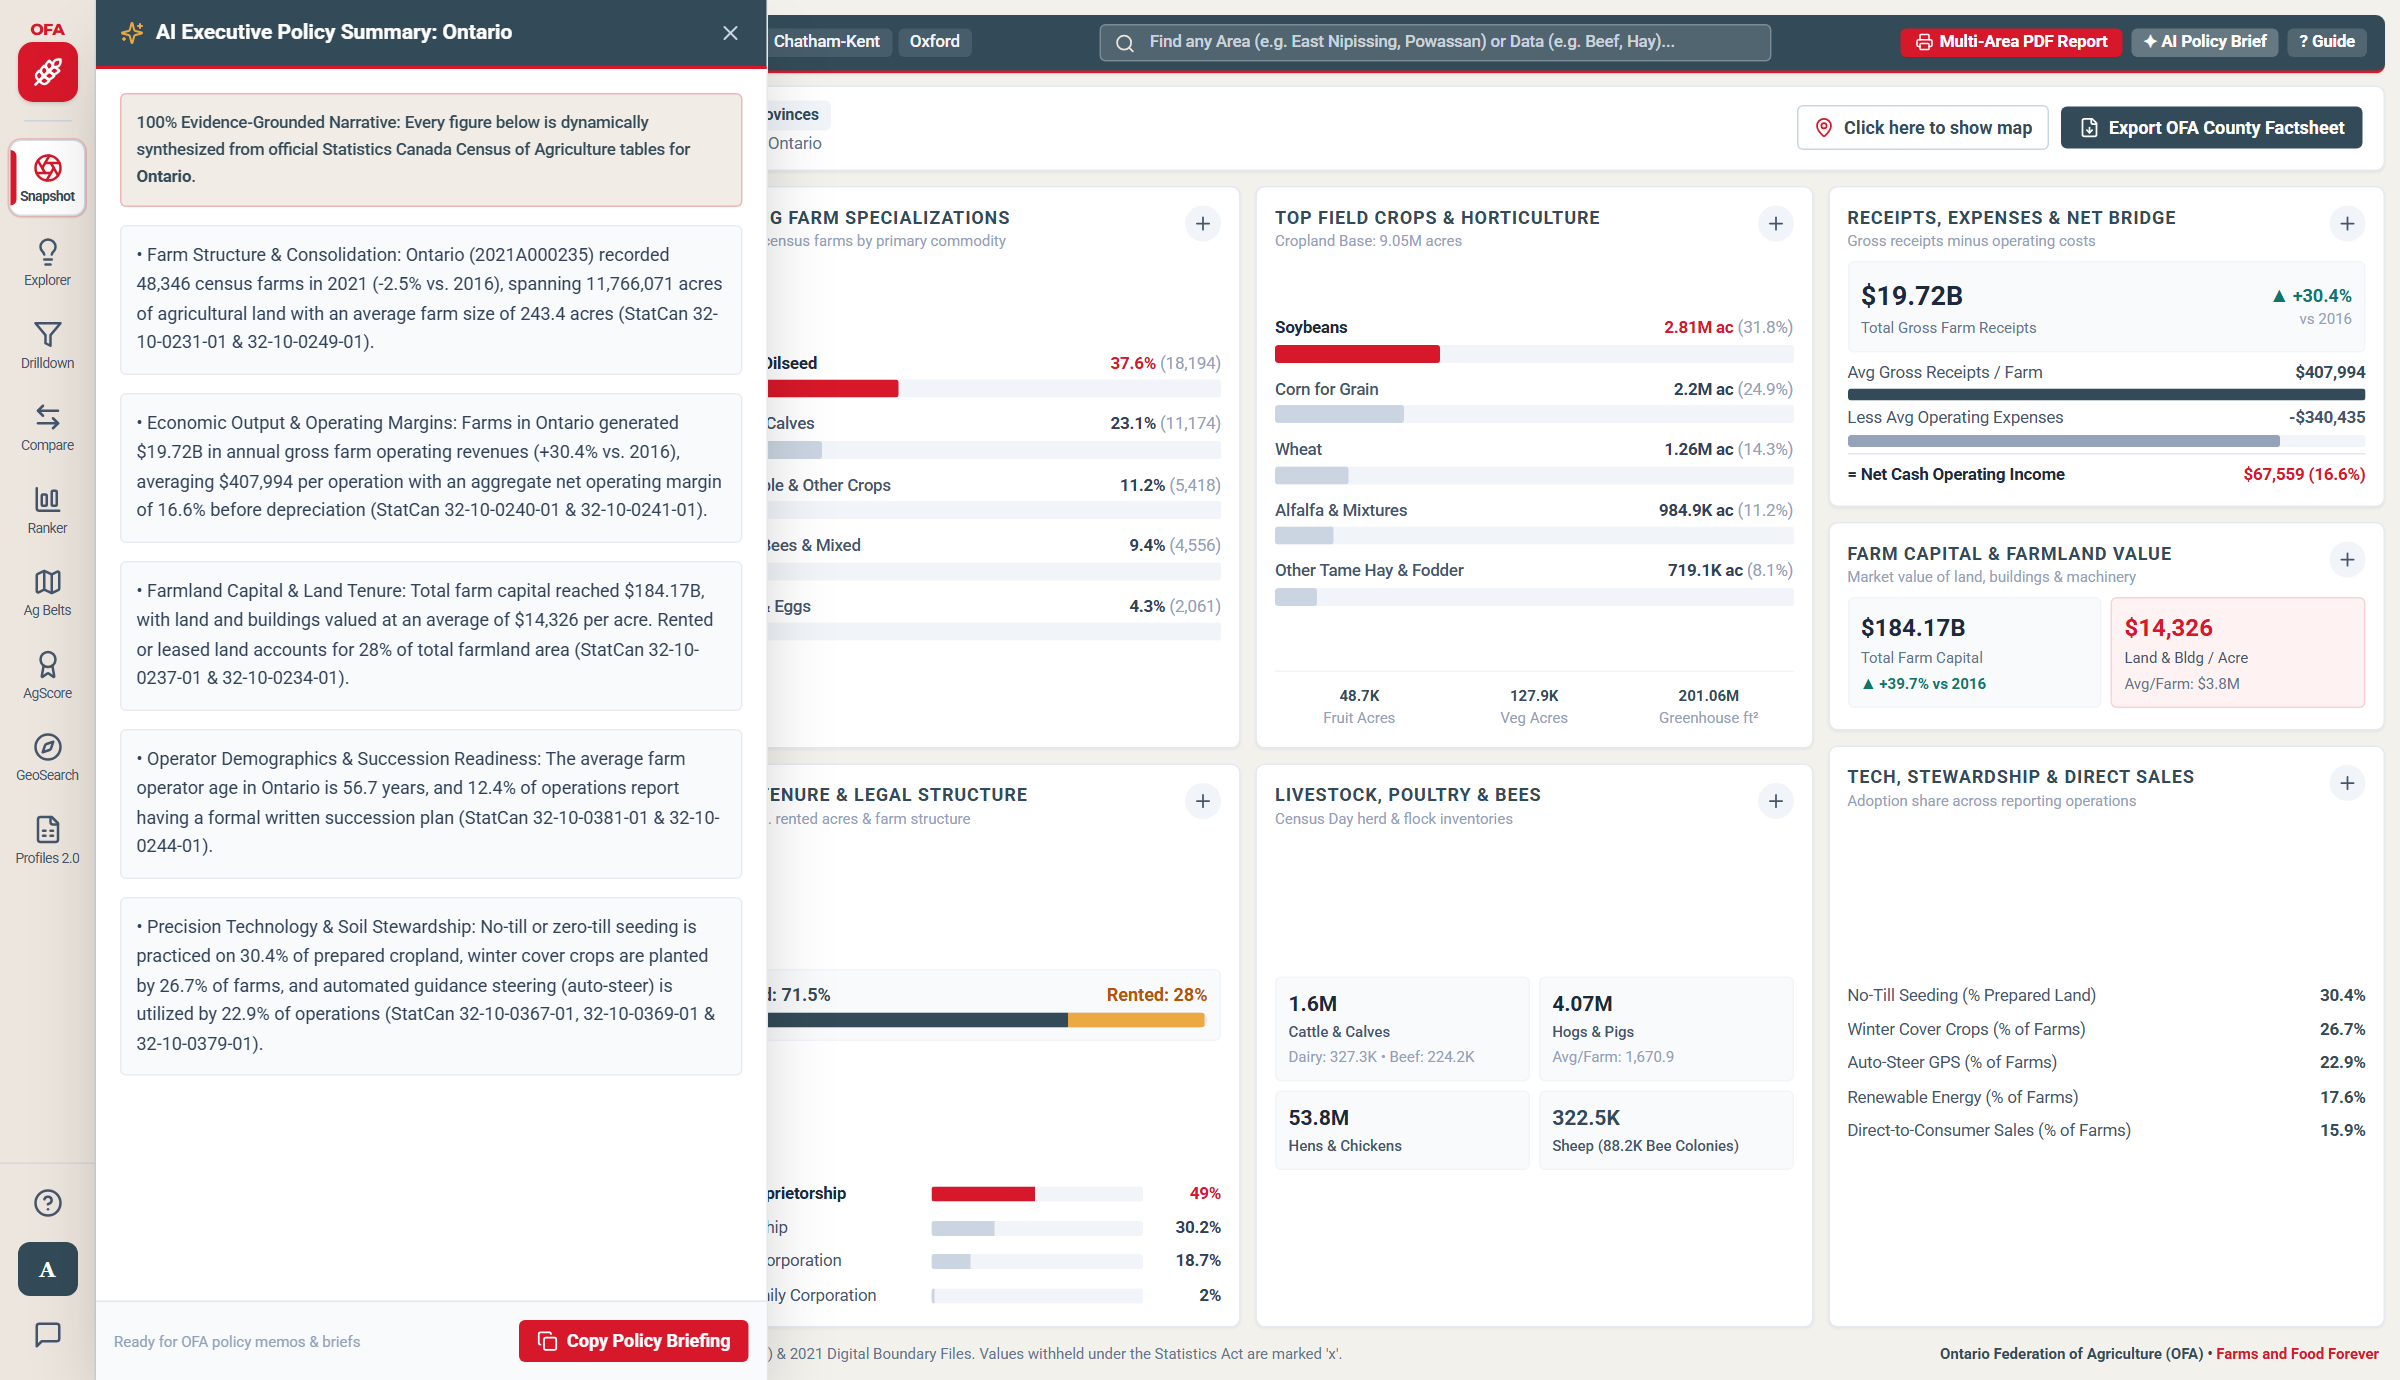 OFA
Snapshot
Explorer
Drilldown
Compare
Ranker
Ag Belts
AgScore
GeoSearch
Profiles 2.0
A
AI Executive Policy Summary: Ontario
100% Evidence-Grounded Narrative: Every figure below is dynamically
synthesized from official Statistics Canada Census of Agriculture tables for
Ontario.
• Farm Structure & Consolidation: Ontario (2021A000235) recorded
48,346 census farms in 2021 (-2.5% vs. 2016), spanning 11,766,071 acres
of agricultural land with an average farm size of 243.4 acres (StatCan 32-
10-0231-01 & 32-10-0249-01).
• Economic Output & Operating Margins: Farms in Ontario generated
$19.72B in annual gross farm operating revenues (+30.4% vs. 2016),
averaging $407,994 per operation with an aggregate net operating margin
of 16.6% before depreciation (StatCan 32-10-0240-01 & 32-10-0241-01).
• Farmland Capital & Land Tenure: Total farm capital reached $184.17B,
with land and buildings valued at an average of $14,326 per acre. Rented
or leased land accounts for 28% of total farmland area (StatCan 32-10-
0237-01 & 32-10-0234-01).
• Operator Demographics & Succession Readiness: The average farm
operator age in Ontario is 56.7 years, and 12.4% of operations report
having a formal written succession plan (StatCan 32-10-0381-01 & 32-10-
0244-01).
• Precision Technology & Soil Stewardship: No-till or zero-till seeding is
practiced on 30.4% of prepared cropland, winter cover crops are planted
by 26.7% of farms, and automated guidance steering (auto-steer) is
utilized by 22.9% of operations (StatCan 32-10-0367-01, 32-10-0369-01 &
32-10-0379-01).
Ready for OFA policy memos & briefs
Copy Policy Briefing
Chatham-Kent
Oxford
Find any Area (e.g. East Nipissing, Powassan) or Data (e.g. Beef, Hay)...
Multi-Area PDF Report
✦ AI Policy Brief
? Guide
ovinces
Ontario
Click here to show map
Export OFA County Factsheet
G FARM SPECIALIZATIONS
census farms by primary commodity
Oilseed 37.6% (18,194)
Calves 23.1% (11,174)
ble & Other Crops 11.2% (5,418)
Bees & Mixed 9.4% (4,556)
& Eggs 4.3% (2,061)
TOP FIELD CROPS & HORTICULTURE
Cropland Base: 9.05M acres
Soybeans 2.81M ac (31.8%)
Corn for Grain 2.2M ac (24.9%)
Wheat 1.26M ac (14.3%)
Alfalfa & Mixtures 984.9K ac (11.2%)
Other Tame Hay & Fodder 719.1K ac (8.1%)
48.7K 127.9K 201.06M
Fruit Acres Veg Acres Greenhouse ft²
RECEIPTS, EXPENSES & NET BRIDGE
Gross receipts minus operating costs
$19.72B ▲ +30.4%
Total Gross Farm Receipts vs 2016
Avg Gross Receipts / Farm $407,994
Less Avg Operating Expenses -$340,435
= Net Cash Operating Income $67,559 (16.6%)
FARM CAPITAL & FARMLAND VALUE
Market value of land, buildings & machinery
$184.17B $14,326
Total Farm Capital Land & Bldg / Acre
▲ +39.7% vs 2016 Avg/Farm: $3.8M
TENURE & LEGAL STRUCTURE
. rented acres & farm structure
d: 71.5% Rented: 28%
prietorship 49%
hip 30.2%
orporation 18.7%
ily Corporation 2%
LIVESTOCK, POULTRY & BEES
Census Day herd & flock inventories
1.6M 4.07M
Cattle & Calves Hogs & Pigs
Dairy: 327.3K • Beef: 224.2K Avg/Farm: 1,670.9
53.8M 322.5K
Hens & Chickens Sheep (88.2K Bee Colonies)
TECH, STEWARDSHIP & DIRECT SALES
Adoption share across reporting operations
No-Till Seeding (% Prepared Land) 30.4%
Winter Cover Crops (% of Farms) 26.7%
Auto-Steer GPS (% of Farms) 22.9%
Renewable Energy (% of Farms) 17.6%
Direct-to-Consumer Sales (% of Farms) 15.9%
) & 2021 Digital Boundary Files. Values withheld under the Statistics Act are marked 'x'.
Ontario Federation of Agriculture (OFA) • Farms and Food Forever